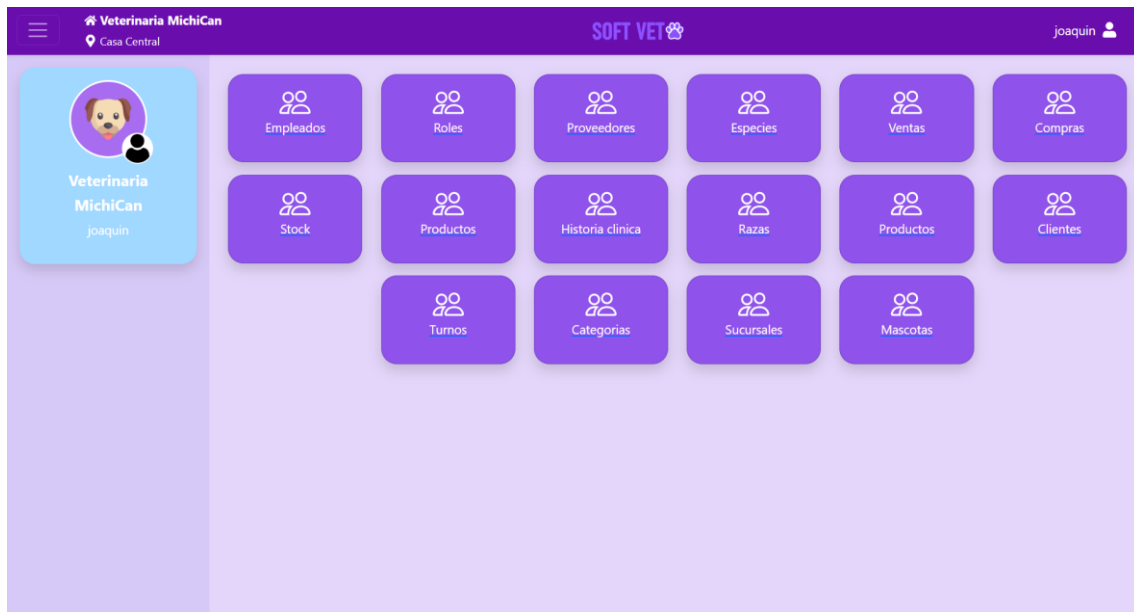 Veterinaria MichiCan
Casa Central
SOFT VET
joaquin
Veterinaria
MichiCan
joaquin
Empleados
Roles
Proveedores
Especies
Ventas
Compras
Stock
Productos
Historia clinica
Razas
Productos
Clientes
Turnos
Categorias
Sucursales
Mascotas